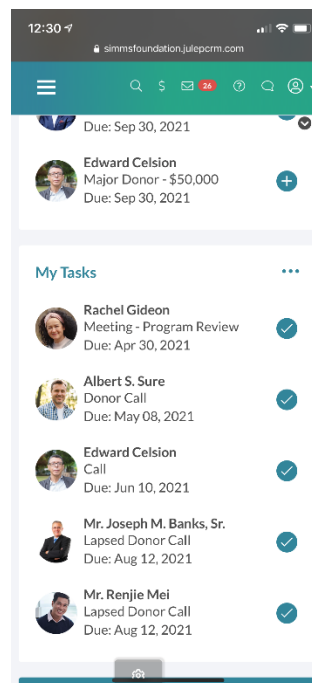 12:30
simmsfoundation.julepcrm.com
$ 26 ?
Due: Sep 30, 2021
Edward Celsion
Major Donor - $50,000
Due: Sep 30, 2021
My Tasks
Rachel Gideon
Meeting - Program Review
Due: Apr 30, 2021
Albert S. Sure
Donor Call
Due: May 08, 2021
Edward Celsion
Call
Due: Jun 10, 2021
Mr. Joseph M. Banks, Sr.
Lapsed Donor Call
Due: Aug 12, 2021
Mr. Renjie Mei
Lapsed Donor Call
Due: Aug 12, 2021